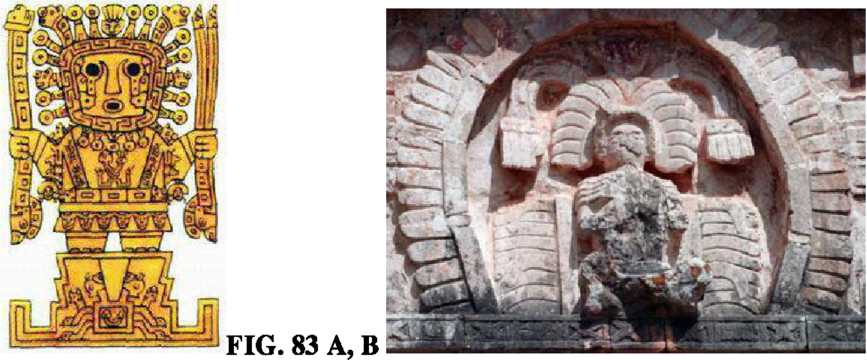 FIG. 83 A, B